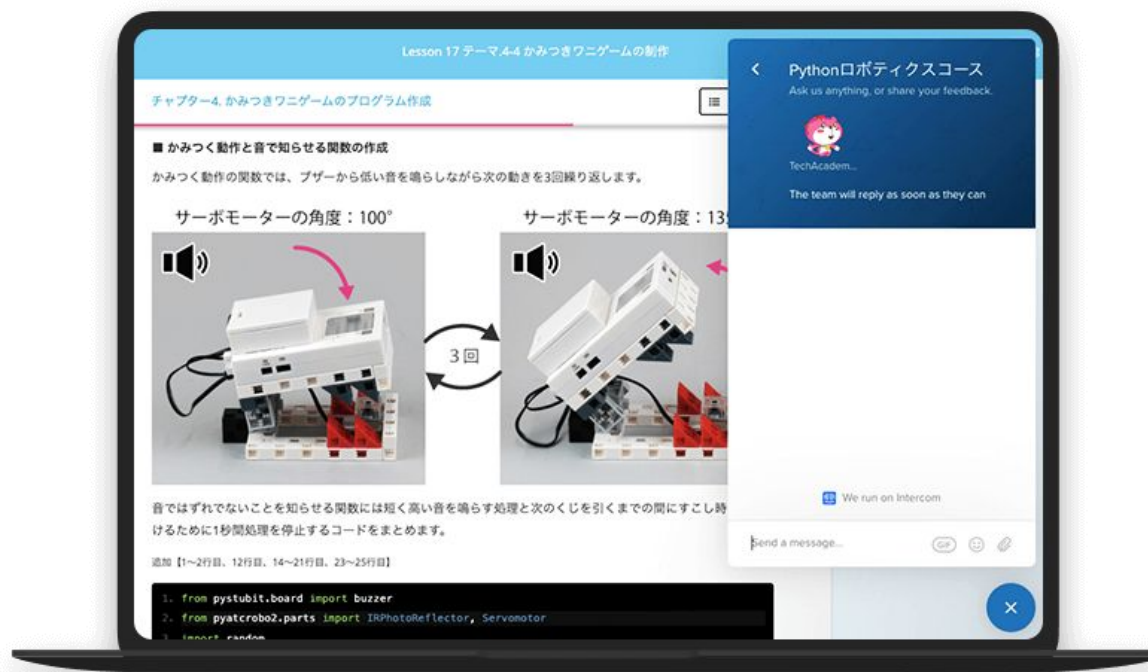 Lesson 17 テーマ.4-4 かみつきワニゲームの制作
チャプター4. かみつきワニゲームのプログラム作成
■ かみつく動作と音で知らせる関数の作成
かみつく動作の関数では、ブザーから低い音を鳴らしながら次の動きを3回繰り返します。
サーボモーターの角度：100°
サーボモーターの角度：13
3回
音ではずれでないことを知らせる関数には短く高い音を鳴らす処理と次のくじを引くまでの間にすこし時
けるために1秒間処理を停止するコードをまとめます。
追加【1〜2行目、12行目、14〜21行目、23〜25行目】
1. from pystubit.board import buzzer
2. from pyatcrobo2.parts import IRPhotoReflector, Servomotor
3. import random
Pythonロボティクスコース
Ask us anything, or share your feedback.
TechAcadem...
The team will reply as soon as they can
We run on Intercom
Send a message...
GIF